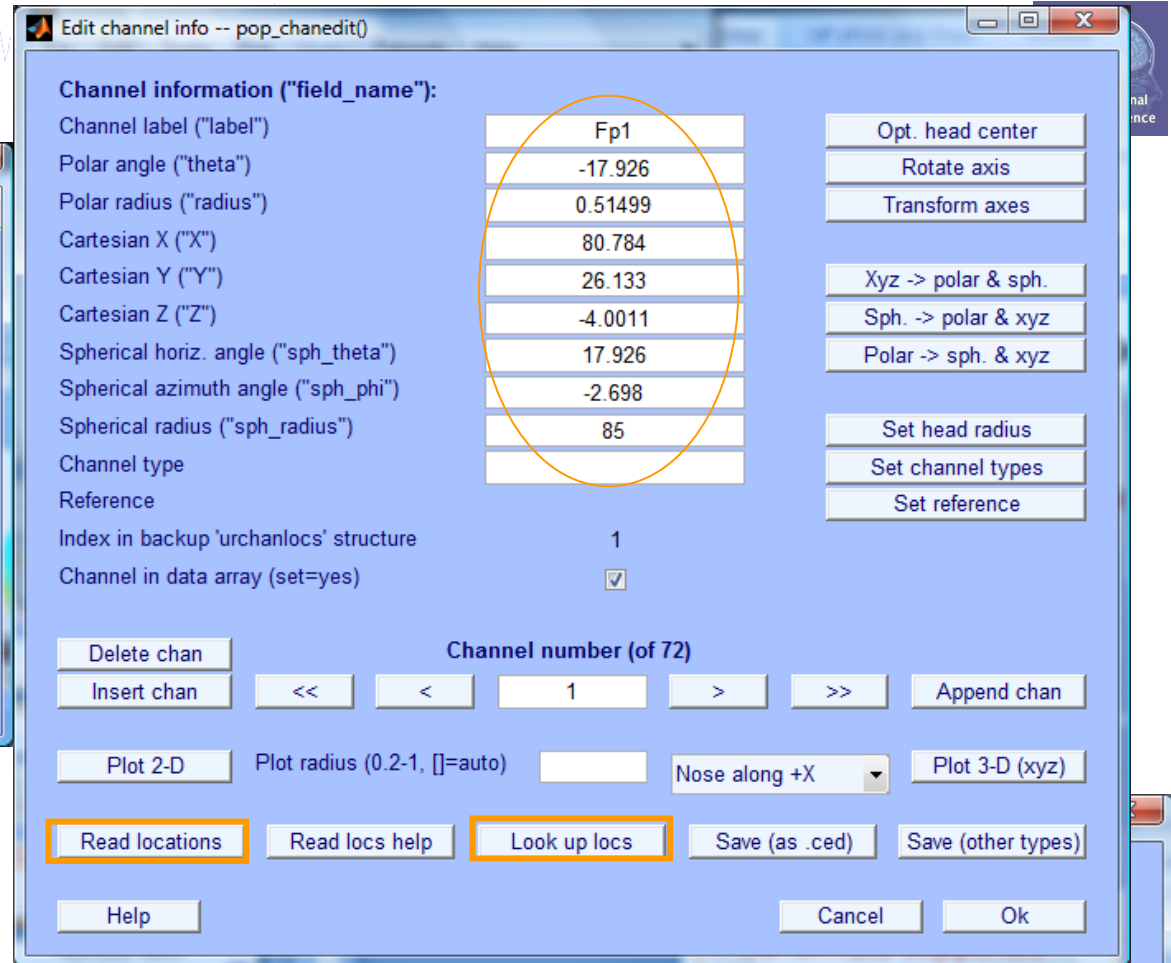 Edit channel info -- pop_chanedit()
Channel information ("field_name"):
Channel label ("label") Fp1 Opt. head center
Polar angle ("theta") -17.926 Rotate axis
Polar radius ("radius") 0.51499 Transform axes
Cartesian X ("X") 80.784
Cartesian Y ("Y") 26.133 Xyz -> polar & sph.
Cartesian Z ("Z") -4.0011 Sph. -> polar & xyz
Spherical horiz. angle ("sph_theta") 17.926 Polar -> sph. & xyz
Spherical azimuth angle ("sph_phi") -2.698
Spherical radius ("sph_radius") 85 Set head radius
Channel type Set channel types
Reference Set reference
Index in backup 'urchanlocs' structure 1
Channel in data array (set=yes)
Delete chan Channel number (of 72)
Insert chan << < 1 > >> Append chan
Plot 2-D Plot radius (0.2-1, []=auto) Nose along +X Plot 3-D (xyz)
Read locations Read locs help Look up locs Save (as .ced) Save (other types)
Help Cancel Ok